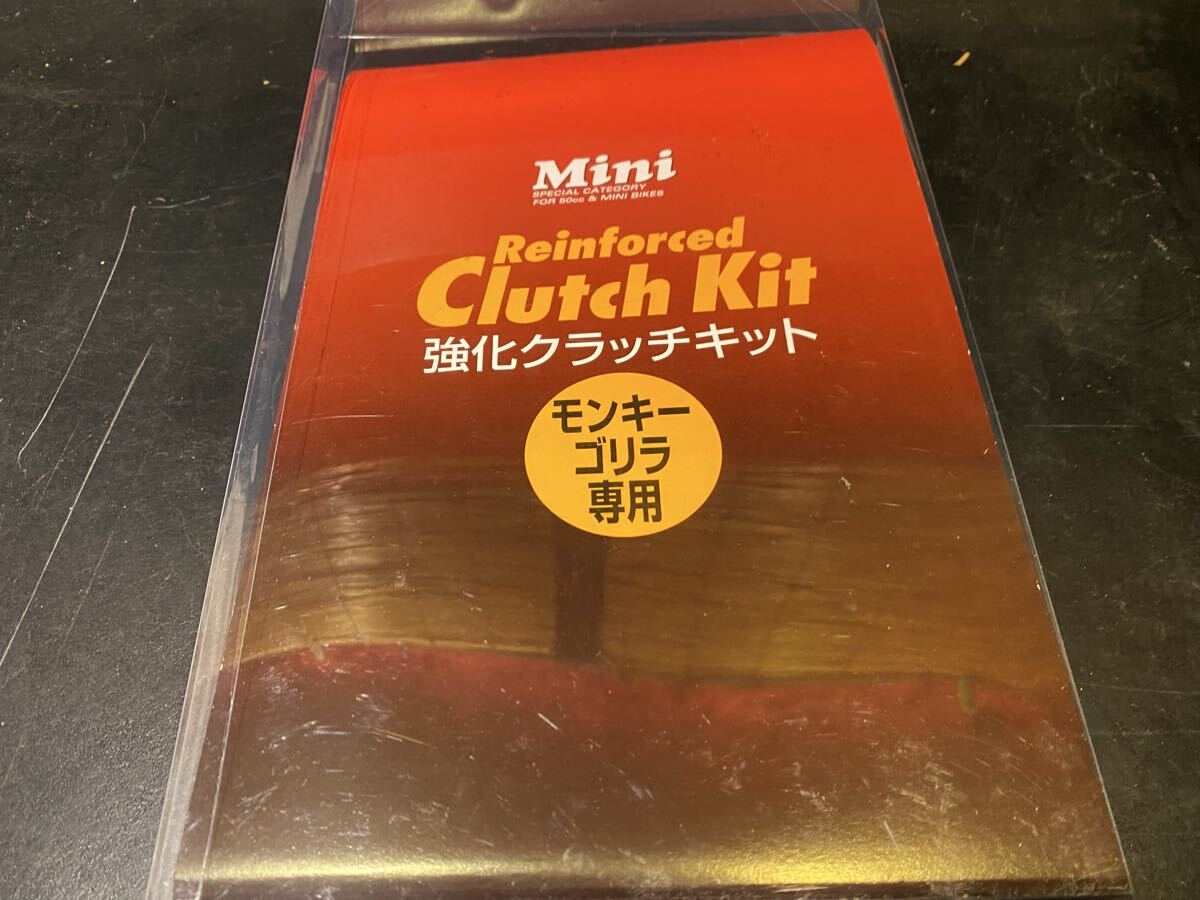 Mini
SPECIAL CATEGORY
FOR 50cc & MINI BIKES
Reinforced
Clutch Kit
強化クラッチキット
モンキー
ゴリラ
専用